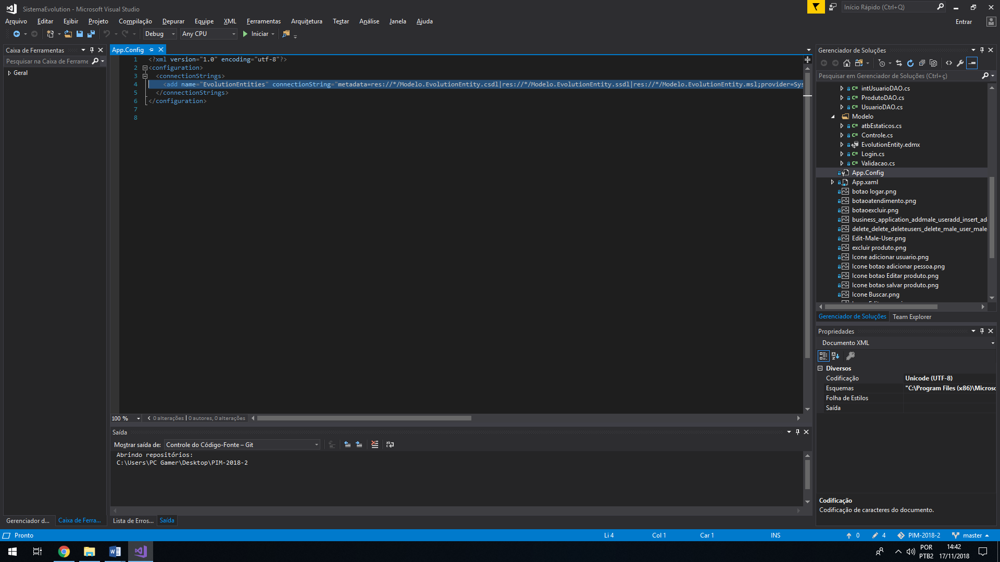 SistemaEvolution - Microsoft Visual Studio
Início Rápido (Ctrl+Q)
Arquivo Editar Exibir Projeto Compilação Depurar Equipe XML Ferramentas Arquitetura Testar Análise Janela Ajuda
Entrar
Debug Any CPU Iniciar
Caixa de Ferramentas
Pesquisar na Caixa de Ferrame
Geral
App.Config
1 <?xml version="1.0" encoding="utf-8"?>
2 <configuration>
3 <connectionStrings>
4 <add name="EvolutionEntities" connectionString="metadata=res://*/Modelo.EvolutionEntity.csdl|res://*/Modelo.EvolutionEntity.ssdl|res://*/Modelo.EvolutionEntity.msl;provider=Sys
5 </connectionStrings>
6 </configuration>
7
8
100 % 0 alterações | 0 autores, 0 alterações
Saída
Mostrar saída de: Controle do Código-Fonte – Git
Abrindo repositórios:
C:\Users\PC Gamer\Desktop\PIM-2018-2
Gerenciador d... Caixa de Ferra... Lista de Erros... Saída
Gerenciador de Soluções
Pesquisar em Gerenciador de Soluções (Ctrl+ç)
C# intUsuarioDAO.cs
C# ProdutoDAO.cs
C# UsuarioDAO.cs
Modelo
C# atbEstaticos.cs
C# Controle.cs
EvolutionEntity.edmx
C# Login.cs
C# Validacao.cs
App.Config
App.xaml
botao logar.png
botaoatendimento.png
botaoexcluir.png
business_application_addmale_useradd_insert_ad
delete_delete_deleteusers_delete_male_user_male
Edit-Male-User.png
excluir produto.png
Icone adicionar usuario.png
Icone botao adicionar pessoa.png
Icone botao Editar produto.png
Icone botao salvar produto.png
Icone Buscar.png
Gerenciador de Soluções Team Explorer
Propriedades
Documento XML
Diversos
Codificação Unicode (UTF-8)
Esquemas "C:\Program Files (x86)\Microsc
Folha de Estilos
Saída
Codificação
Codificação de caracteres do documento.
Pronto Li 4 Col 1 Car 1 INS 0 4 PIM-2018-2 master
POR
PTB2
14:42
17/11/2018